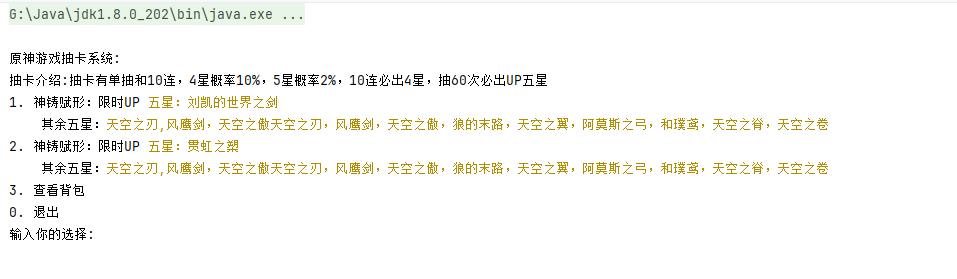 G:\Java\jdk1.8.0_202\bin\java.exe ...
原神游戏抽卡系统:
抽卡介绍:抽卡有单抽和10连，4星概率10%，5星概率2%，10连必出4星，抽60次必出UP五星
1. 神铸赋形：限时UP 五星：刘凯的世界之剑
其余五星：天空之刃,风鹰剑，天空之傲天空之刃，风鹰剑，天空之傲，狼的末路，天空之翼，阿莫斯之弓，和璞鸢，天空之脊，天空之卷
2. 神铸赋形：限时UP 五星：贯虹之槊
其余五星：天空之刃,风鹰剑，天空之傲天空之刃，风鹰剑，天空之傲，狼的末路，天空之翼，阿莫斯之弓，和璞鸢，天空之脊，天空之卷
3. 查看背包
0. 退出
输入你的选择: